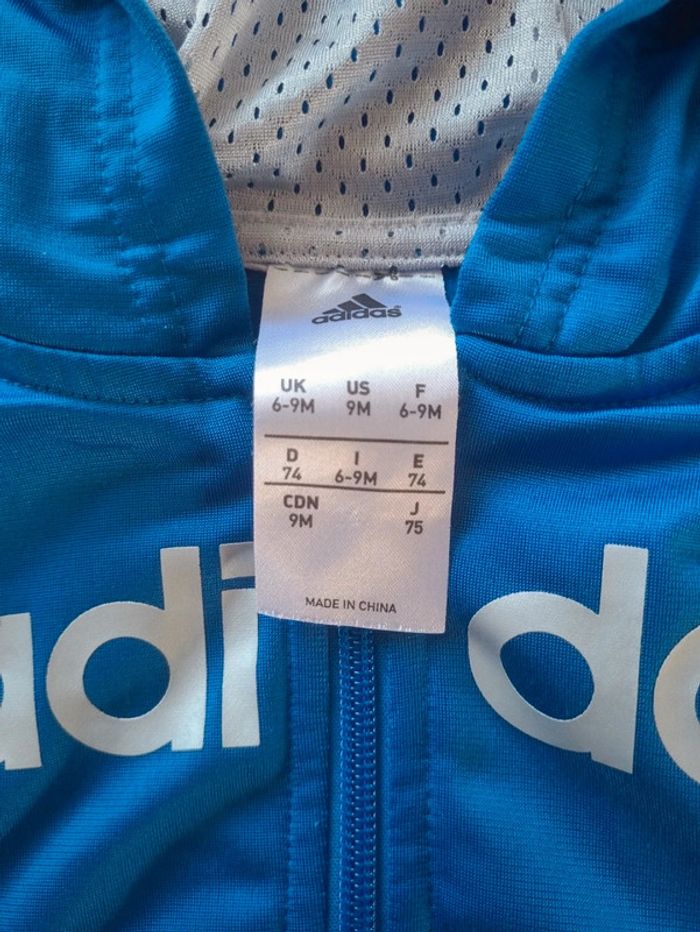 adidas
UK US F
6-9M 9M 6-9M
D I E
74 6-9M 74
CDN J
9M 75
MADE IN CHINA
adi da